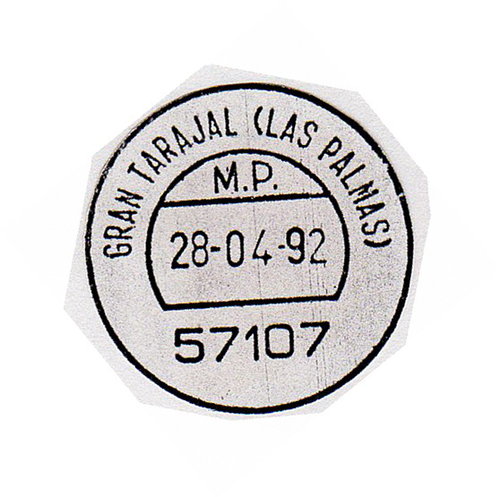 GRAN TARAJAL (LAS PALMAS)
M.P.
28-04-92
57107